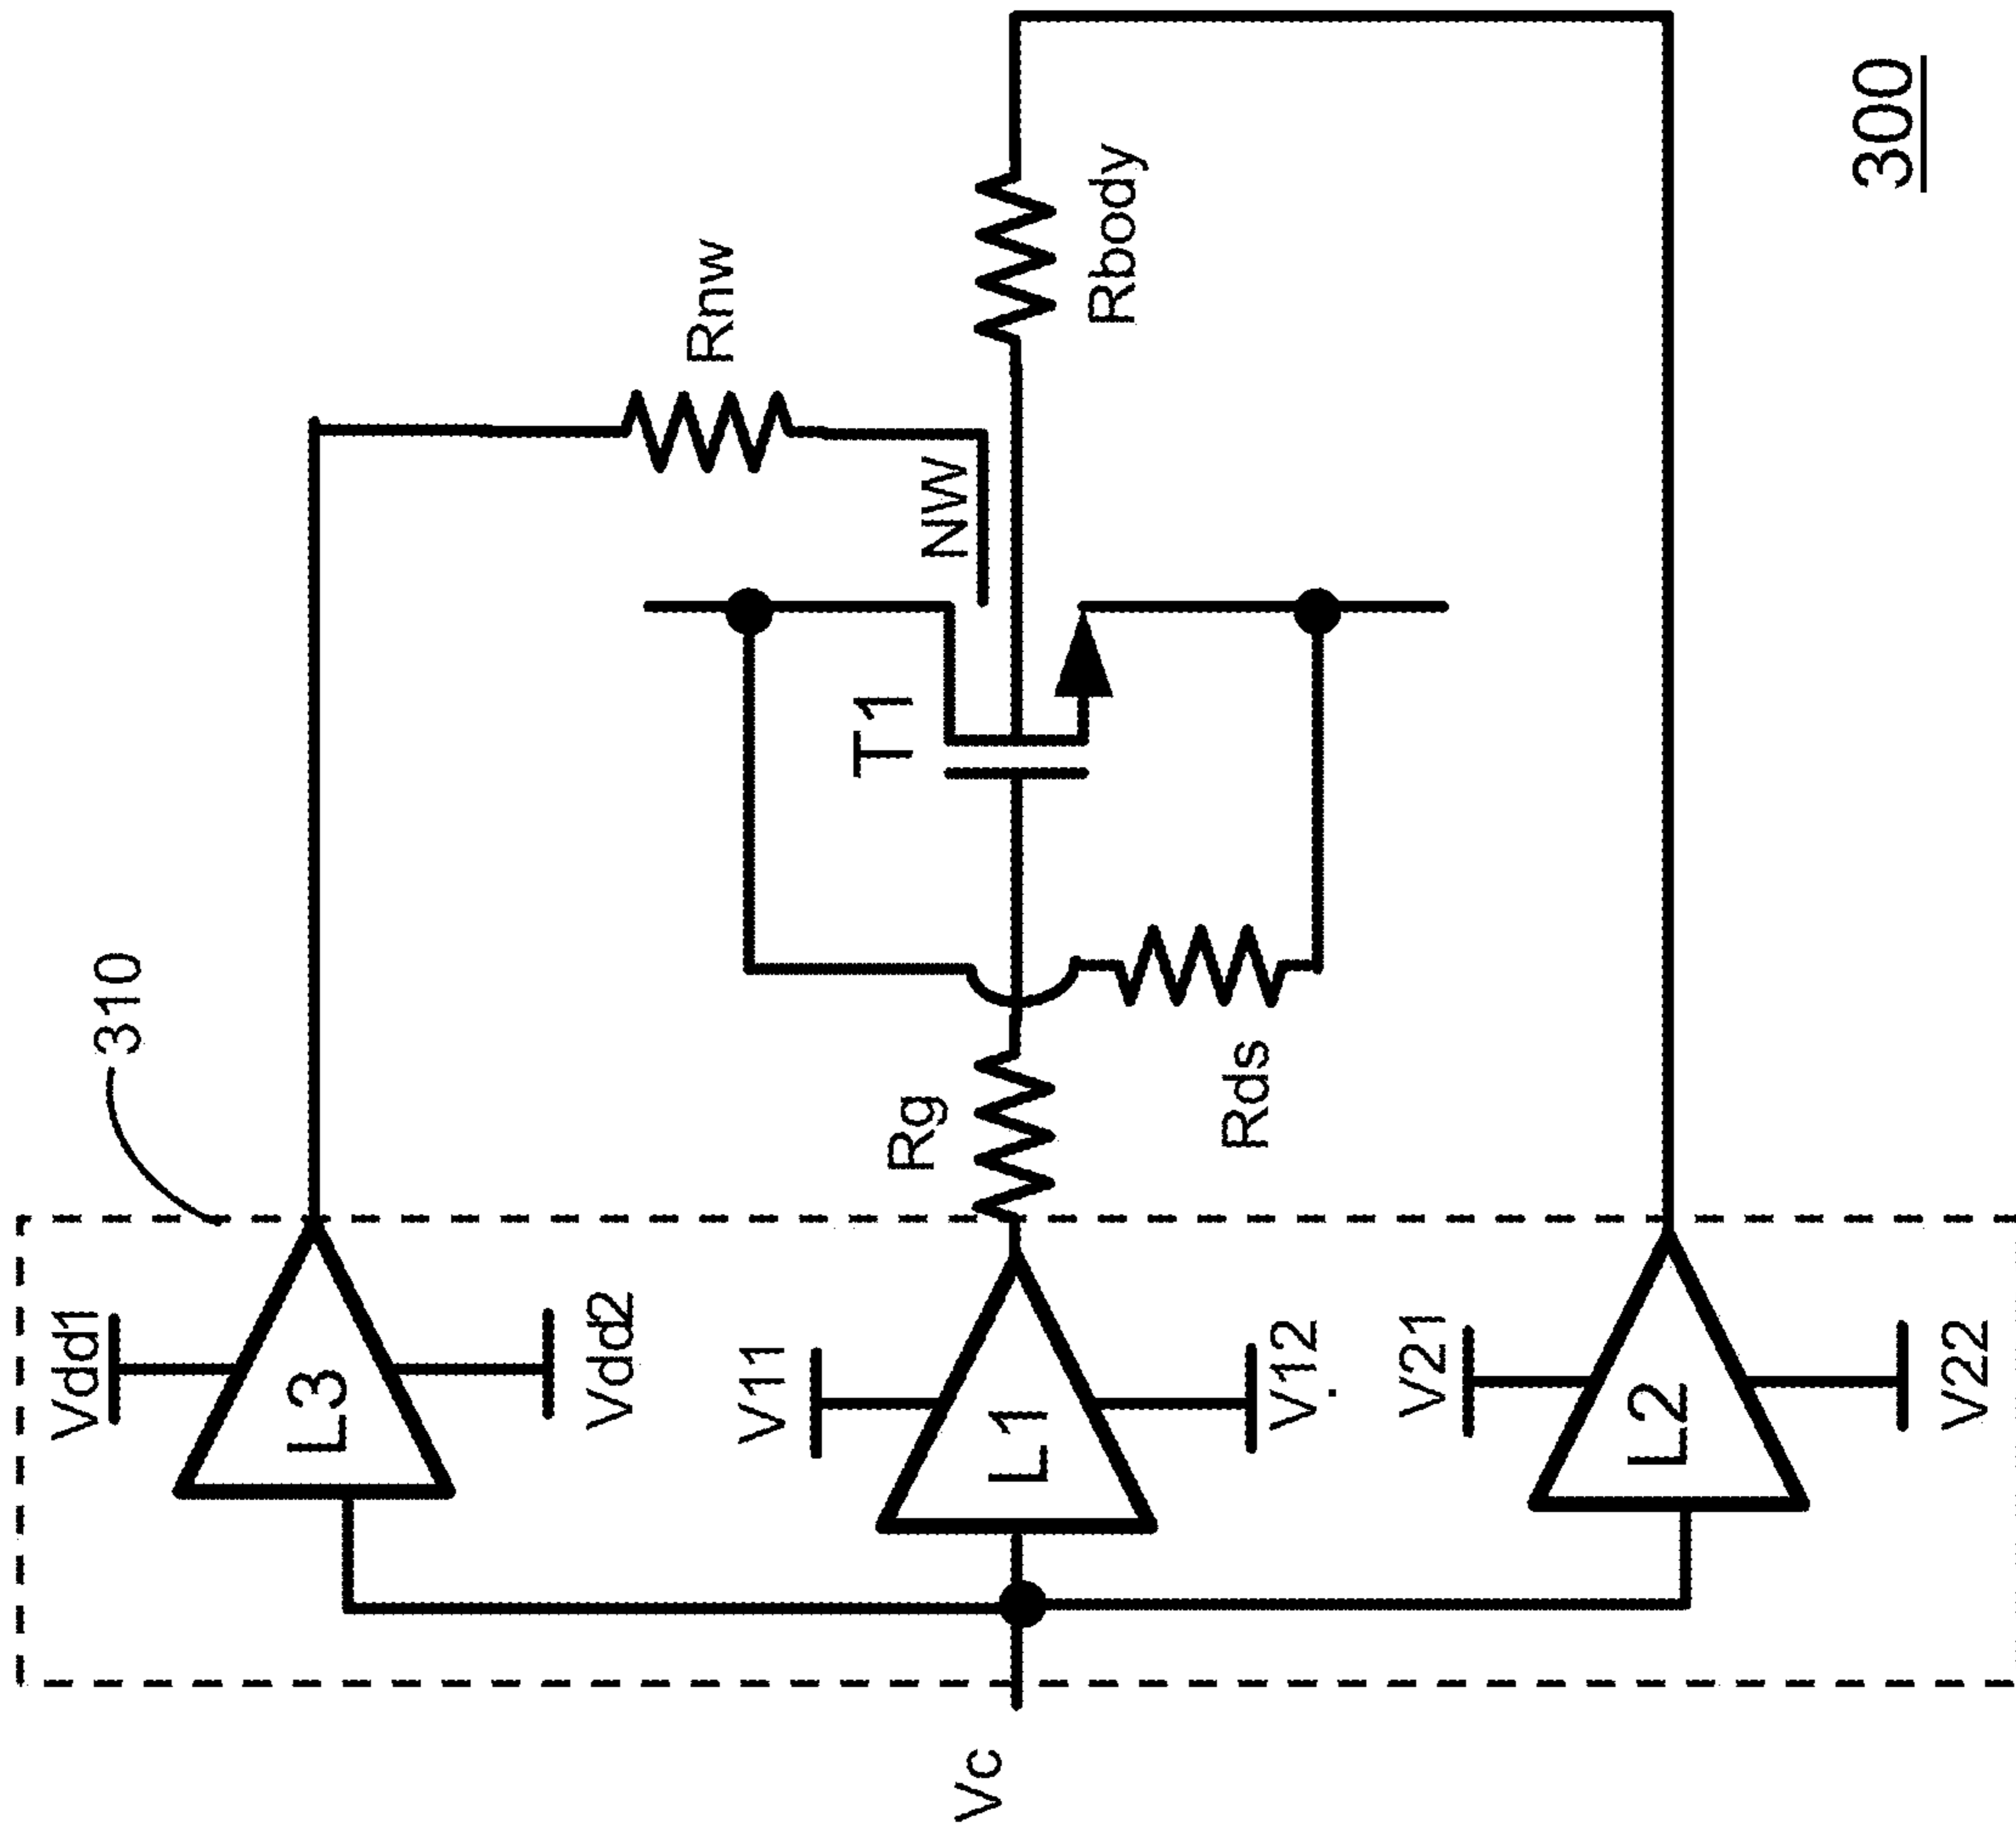 310
Vdd1
L3
Vdd2
Rnw
NW
T1
V11
L1
V12
Rg
Rds
Rbody
Vc
V21
L2
V22
300